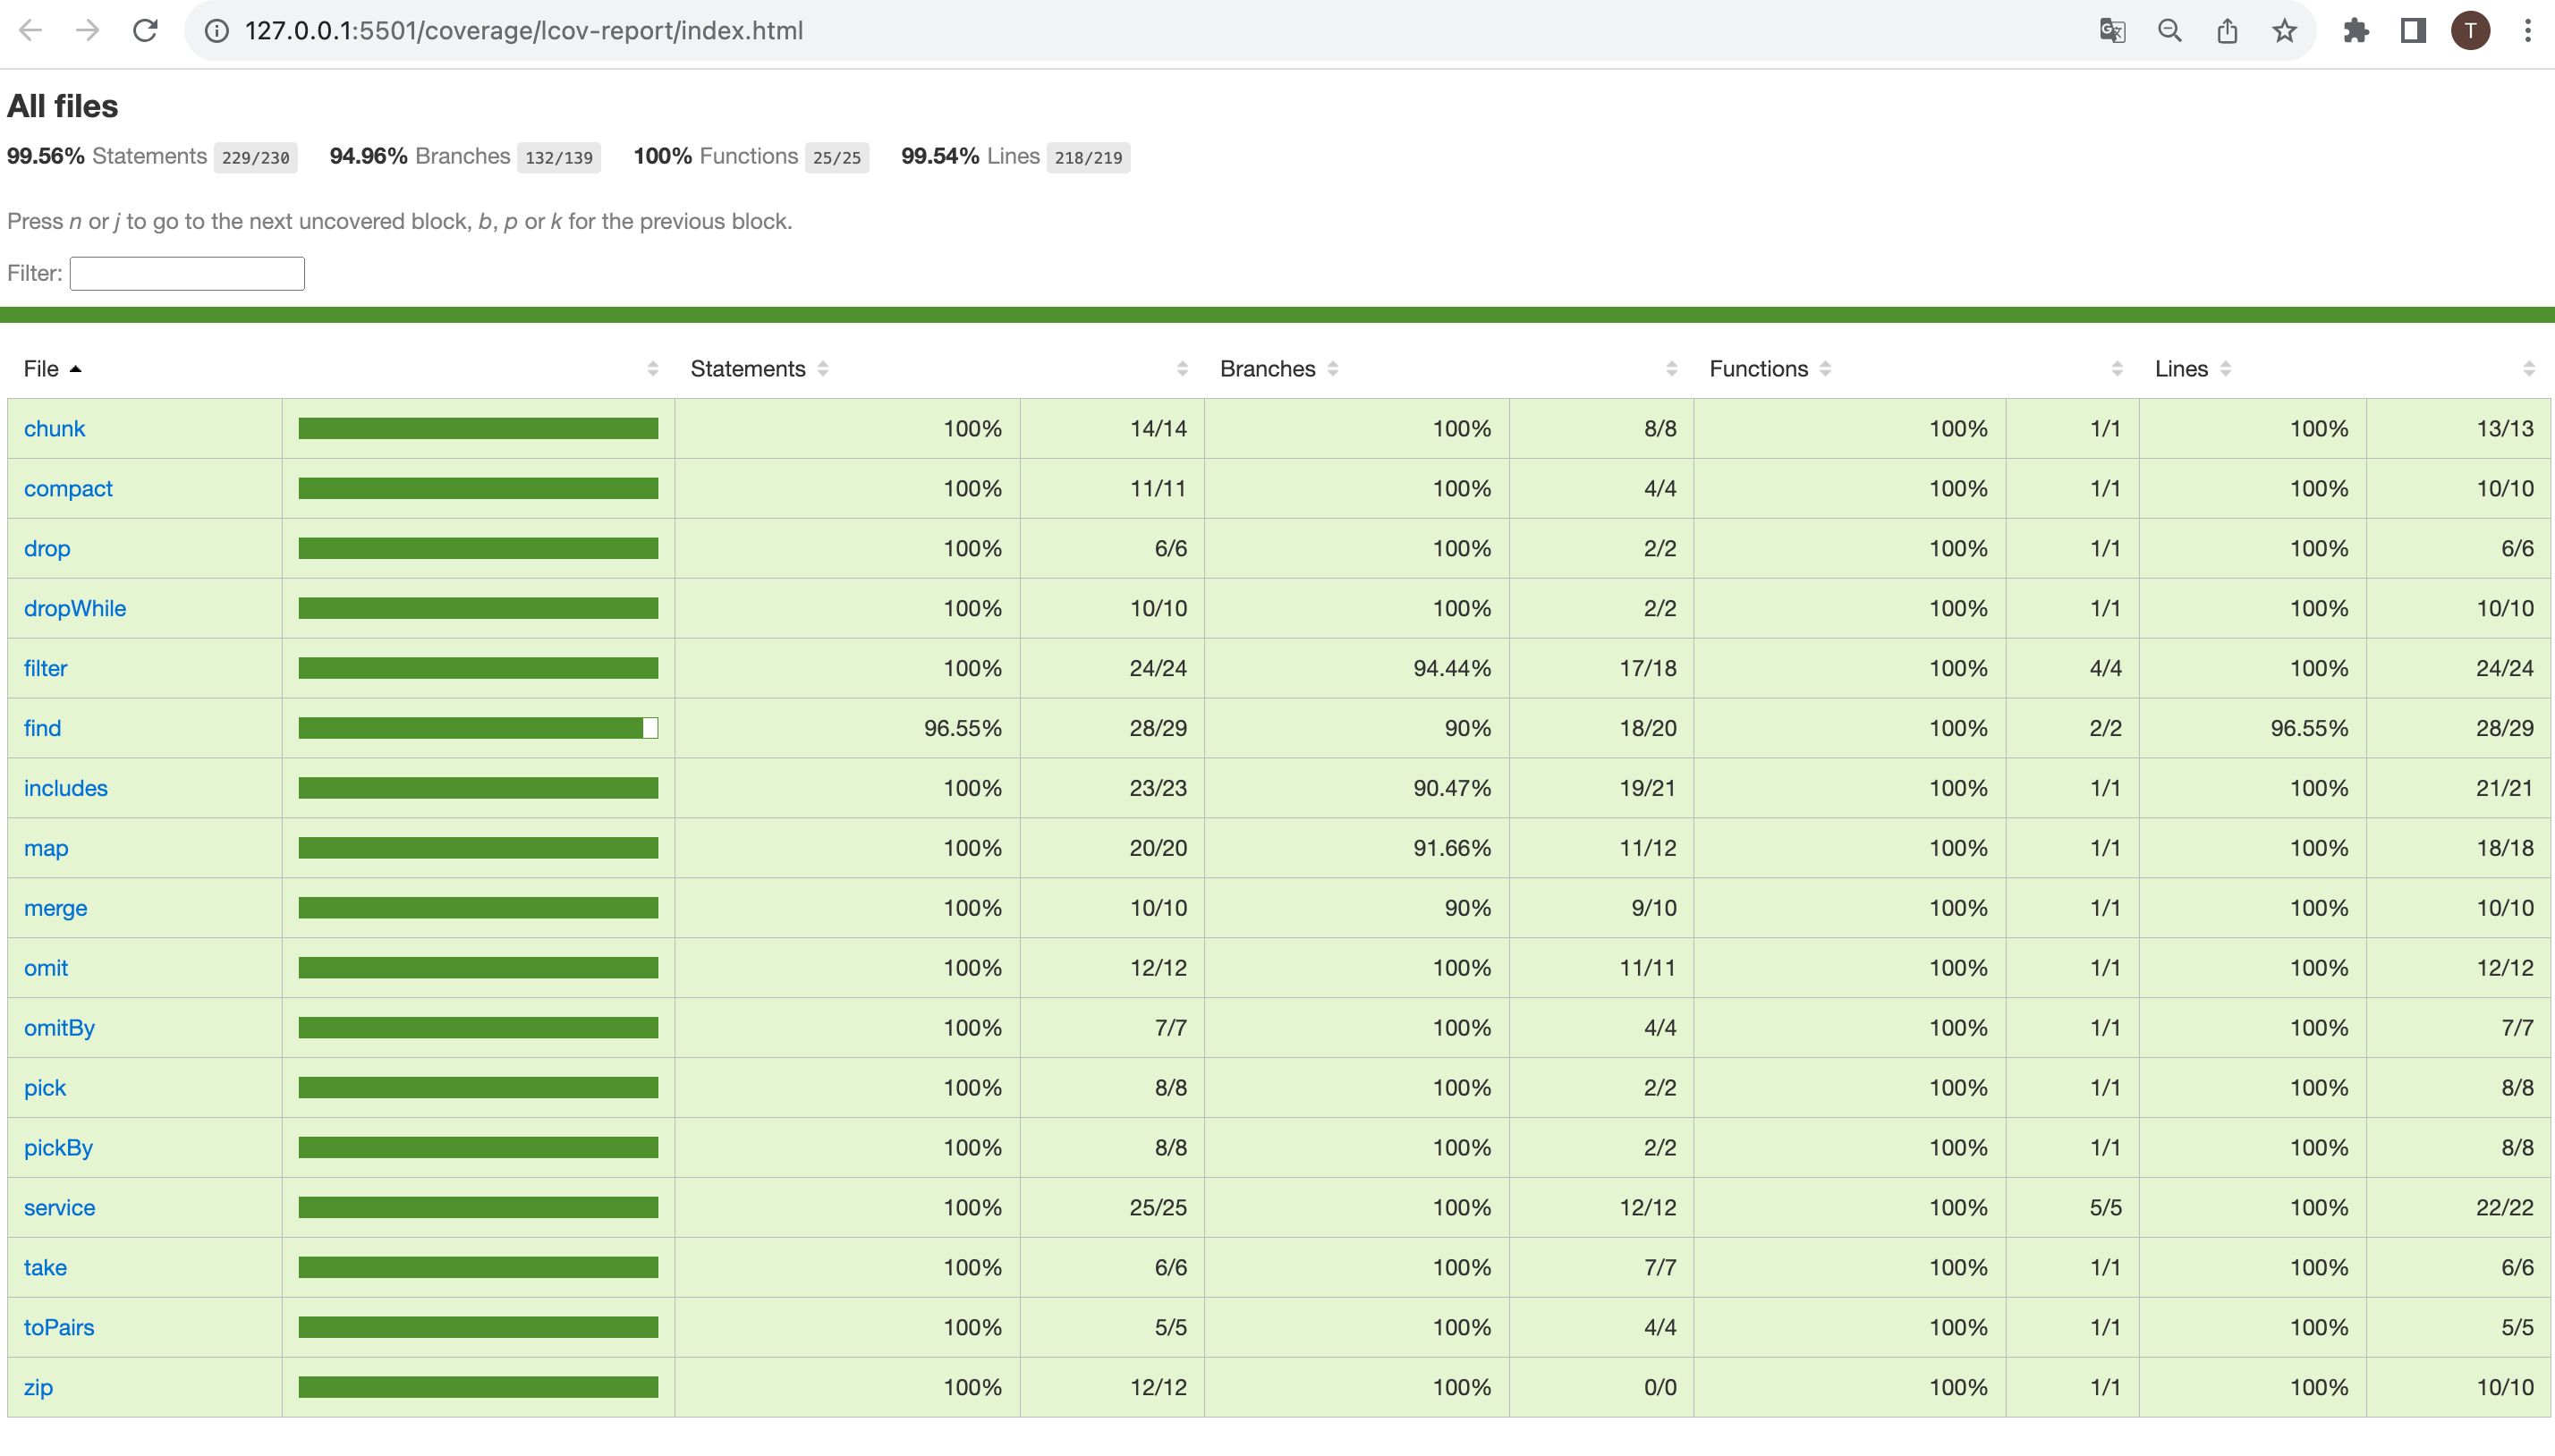 127.0.0.1:5501/coverage/lcov-report/index.html
T
All files
99.56% Statements 229/230 94.96% Branches 132/139 100% Functions 25/25 99.54% Lines 218/219
Press n or j to go to the next uncovered block, b, p or k for the previous block.
Filter:
File Statements Branches Functions Lines
chunk 100% 14/14 100% 8/8 100% 1/1 100% 13/13
compact 100% 11/11 100% 4/4 100% 1/1 100% 10/10
drop 100% 6/6 100% 2/2 100% 1/1 100% 6/6
dropWhile 100% 10/10 100% 2/2 100% 1/1 100% 10/10
filter 100% 24/24 94.44% 17/18 100% 4/4 100% 24/24
find 96.55% 28/29 90% 18/20 100% 2/2 96.55% 28/29
includes 100% 23/23 90.47% 19/21 100% 1/1 100% 21/21
map 100% 20/20 91.66% 11/12 100% 1/1 100% 18/18
merge 100% 10/10 90% 9/10 100% 1/1 100% 10/10
omit 100% 12/12 100% 11/11 100% 1/1 100% 12/12
omitBy 100% 7/7 100% 4/4 100% 1/1 100% 7/7
pick 100% 8/8 100% 2/2 100% 1/1 100% 8/8
pickBy 100% 8/8 100% 2/2 100% 1/1 100% 8/8
service 100% 25/25 100% 12/12 100% 5/5 100% 22/22
take 100% 6/6 100% 7/7 100% 1/1 100% 6/6
toPairs 100% 5/5 100% 4/4 100% 1/1 100% 5/5
zip 100% 12/12 100% 0/0 100% 1/1 100% 10/10